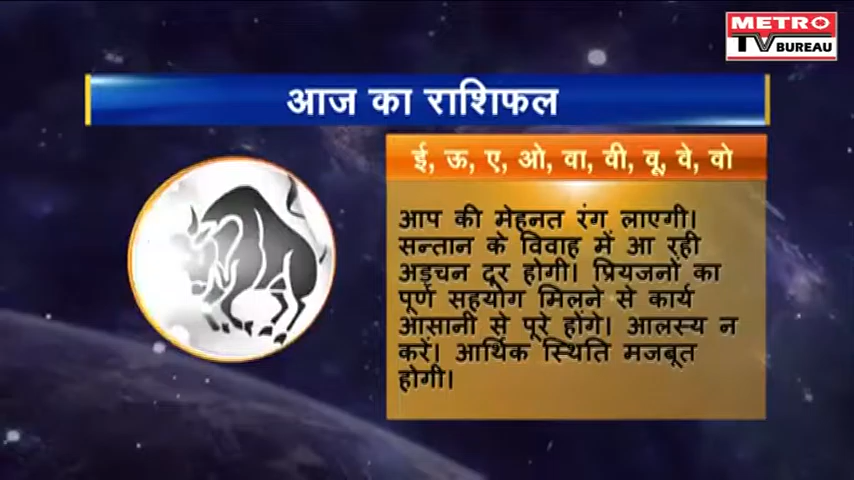 METRO
TV BUREAU
आज का राशिफल
ई, ऊ, ए, ओ, वा, वी, वू, वे, वो
आप की मेहनत रंग लाएगी।
सन्तान के विवाह में आ रही
अड़चन दूर होगी। प्रियजनों का
पूर्ण सहयोग मिलने से कार्य
आसानी से पूरे होंगे। आलस्य न
करें। आर्थिक स्थिति मजबूत
होगी।